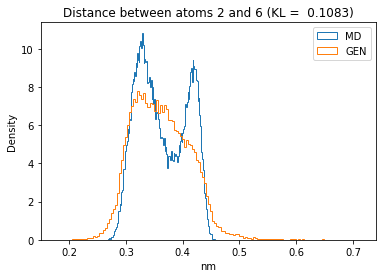 Distance between atoms 2 and 6 (KL =  0.1083)
MD
GEN
Density
10
8
6
4
2
0
0.2 0.3 0.4 0.5 0.6 0.7
nm